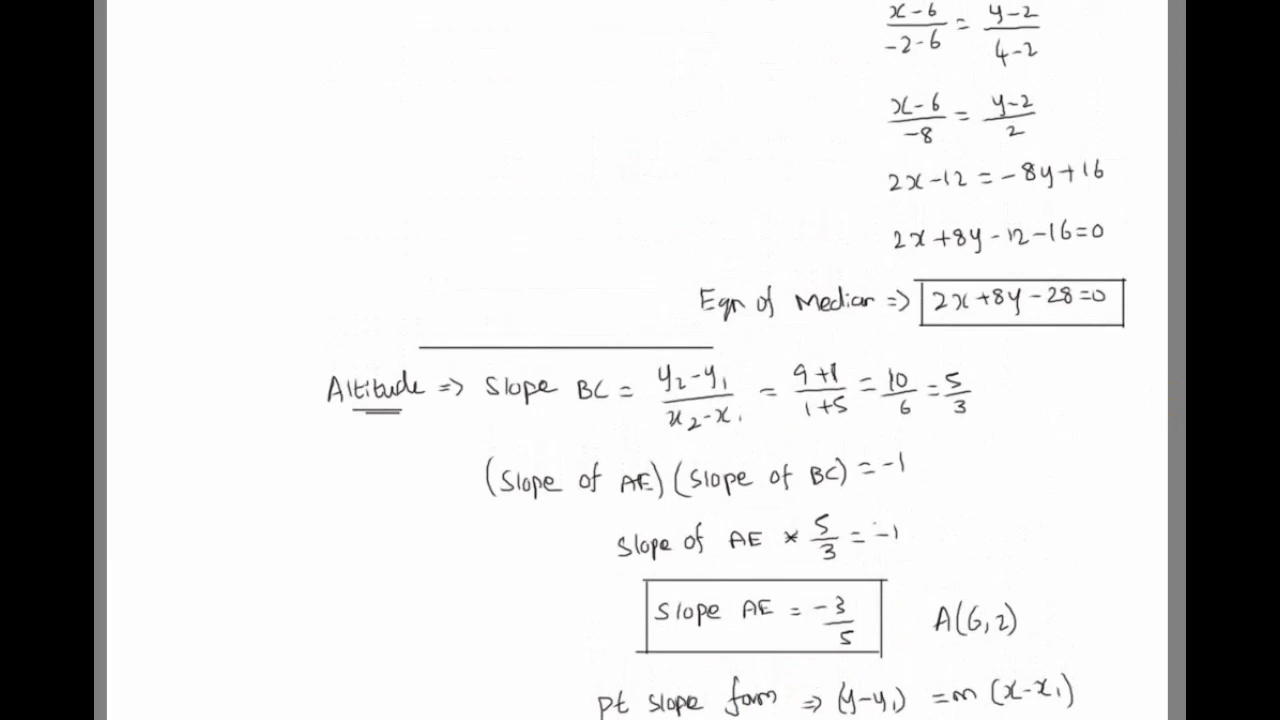 x-6/-2-6 = y-2/4-2
x-6/-8 = y-2/2
2x-12 = -8y+16
2x+8y-12-16=0
Eqn of Median => 2x+8y-28=0
Altitude => Slope BC = y₂-y₁/x₂-x₁ = 9+1/1+5 = 10/6 = 5/3
(Slope of AE) (Slope of BC) = -1
Slope of AE * 5/3 = -1
Slope AE = -3/5 A(6,2)
pt slope form => (y-y₁) = m (x-x₁)